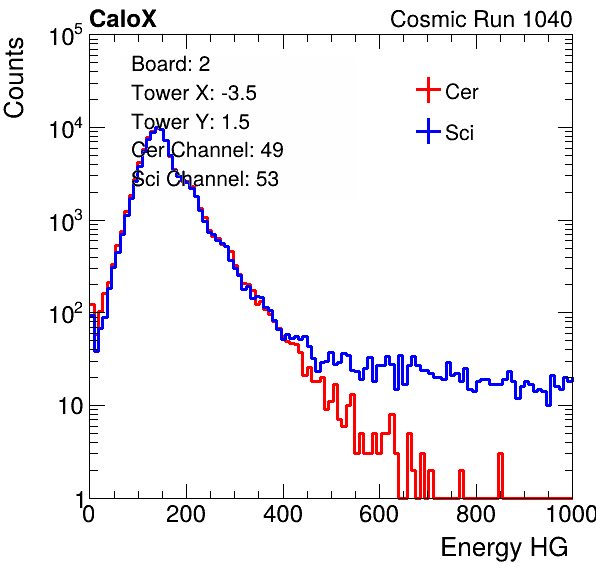 CaloX Cosmic Run 1040
Counts
10^5
10^4
10^3
10^2
10
1
Board: 2
Tower X: -3.5
Tower Y: 1.5
Cer Channel: 49
Sci Channel: 53
Cer
Sci
0 200 400 600 800 1000
Energy HG